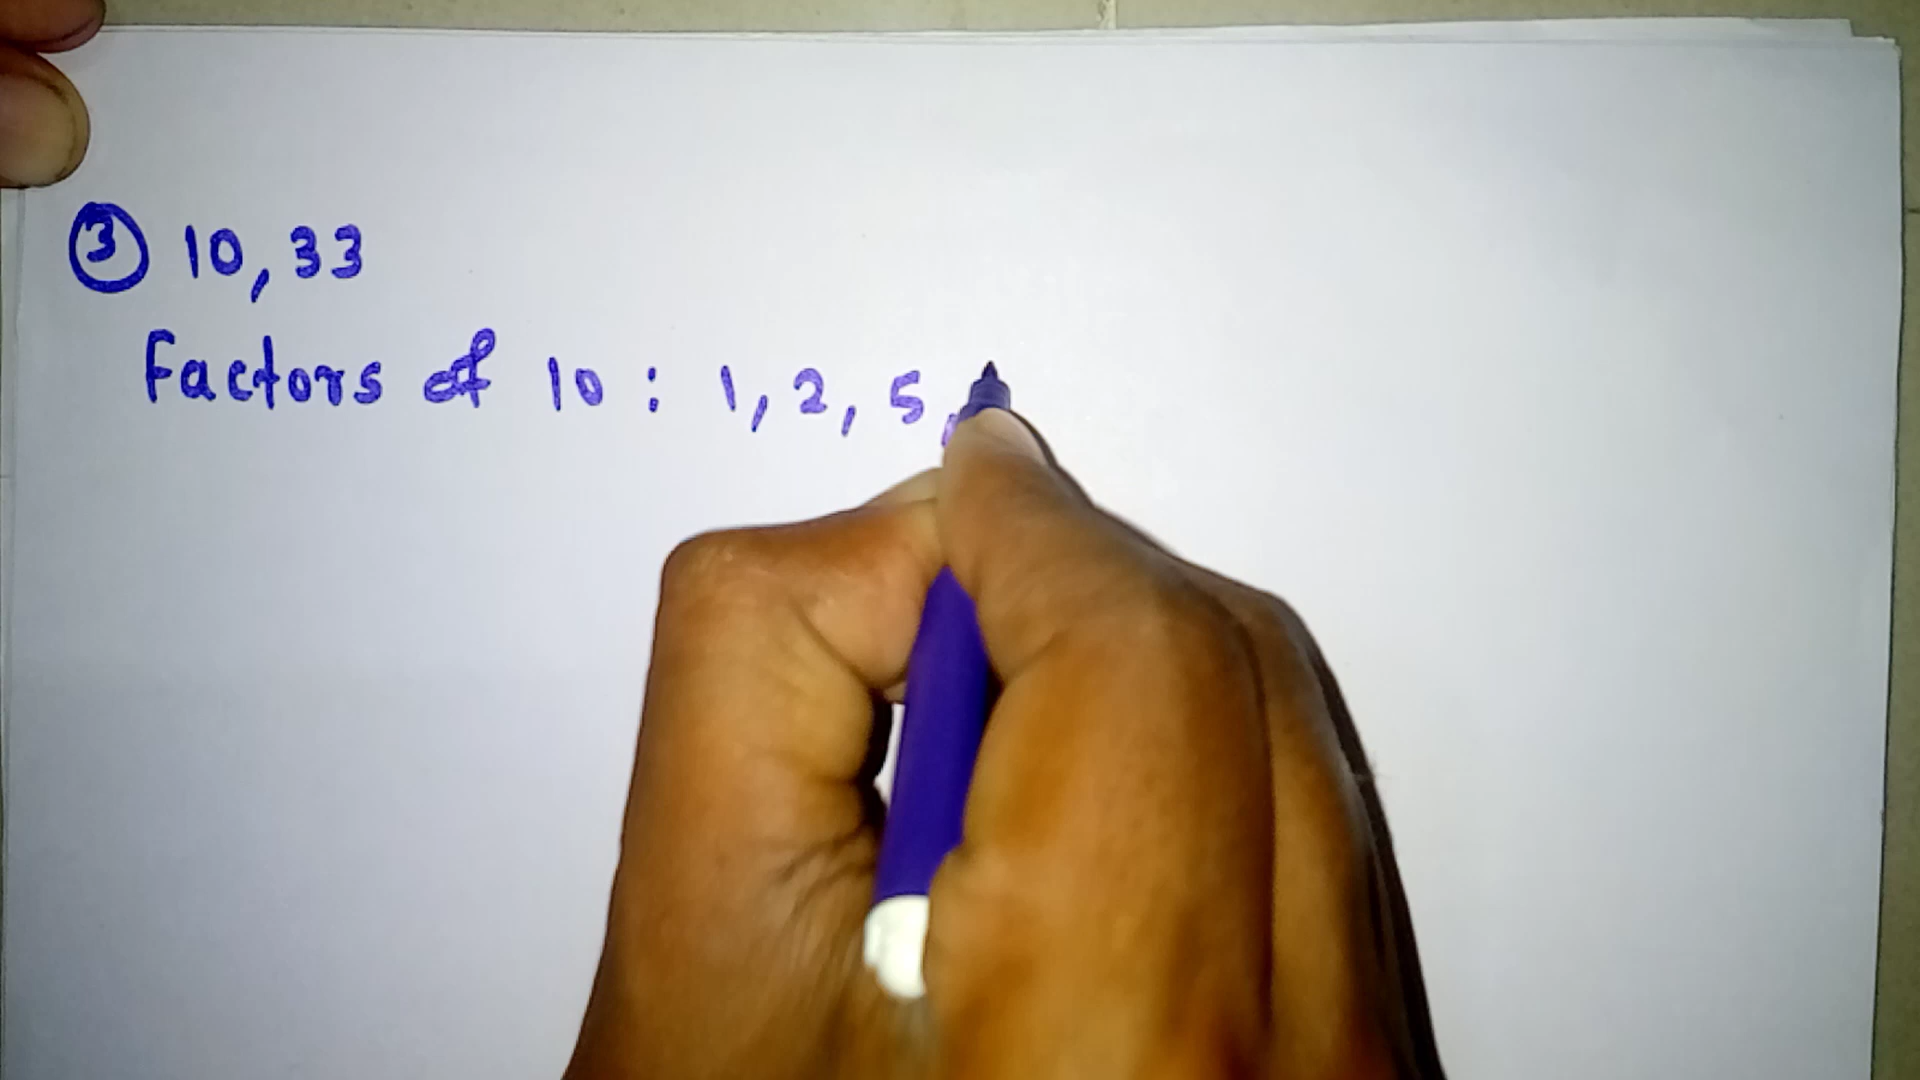 ③ 10, 33
Factors of 10 : 1, 2, 5,